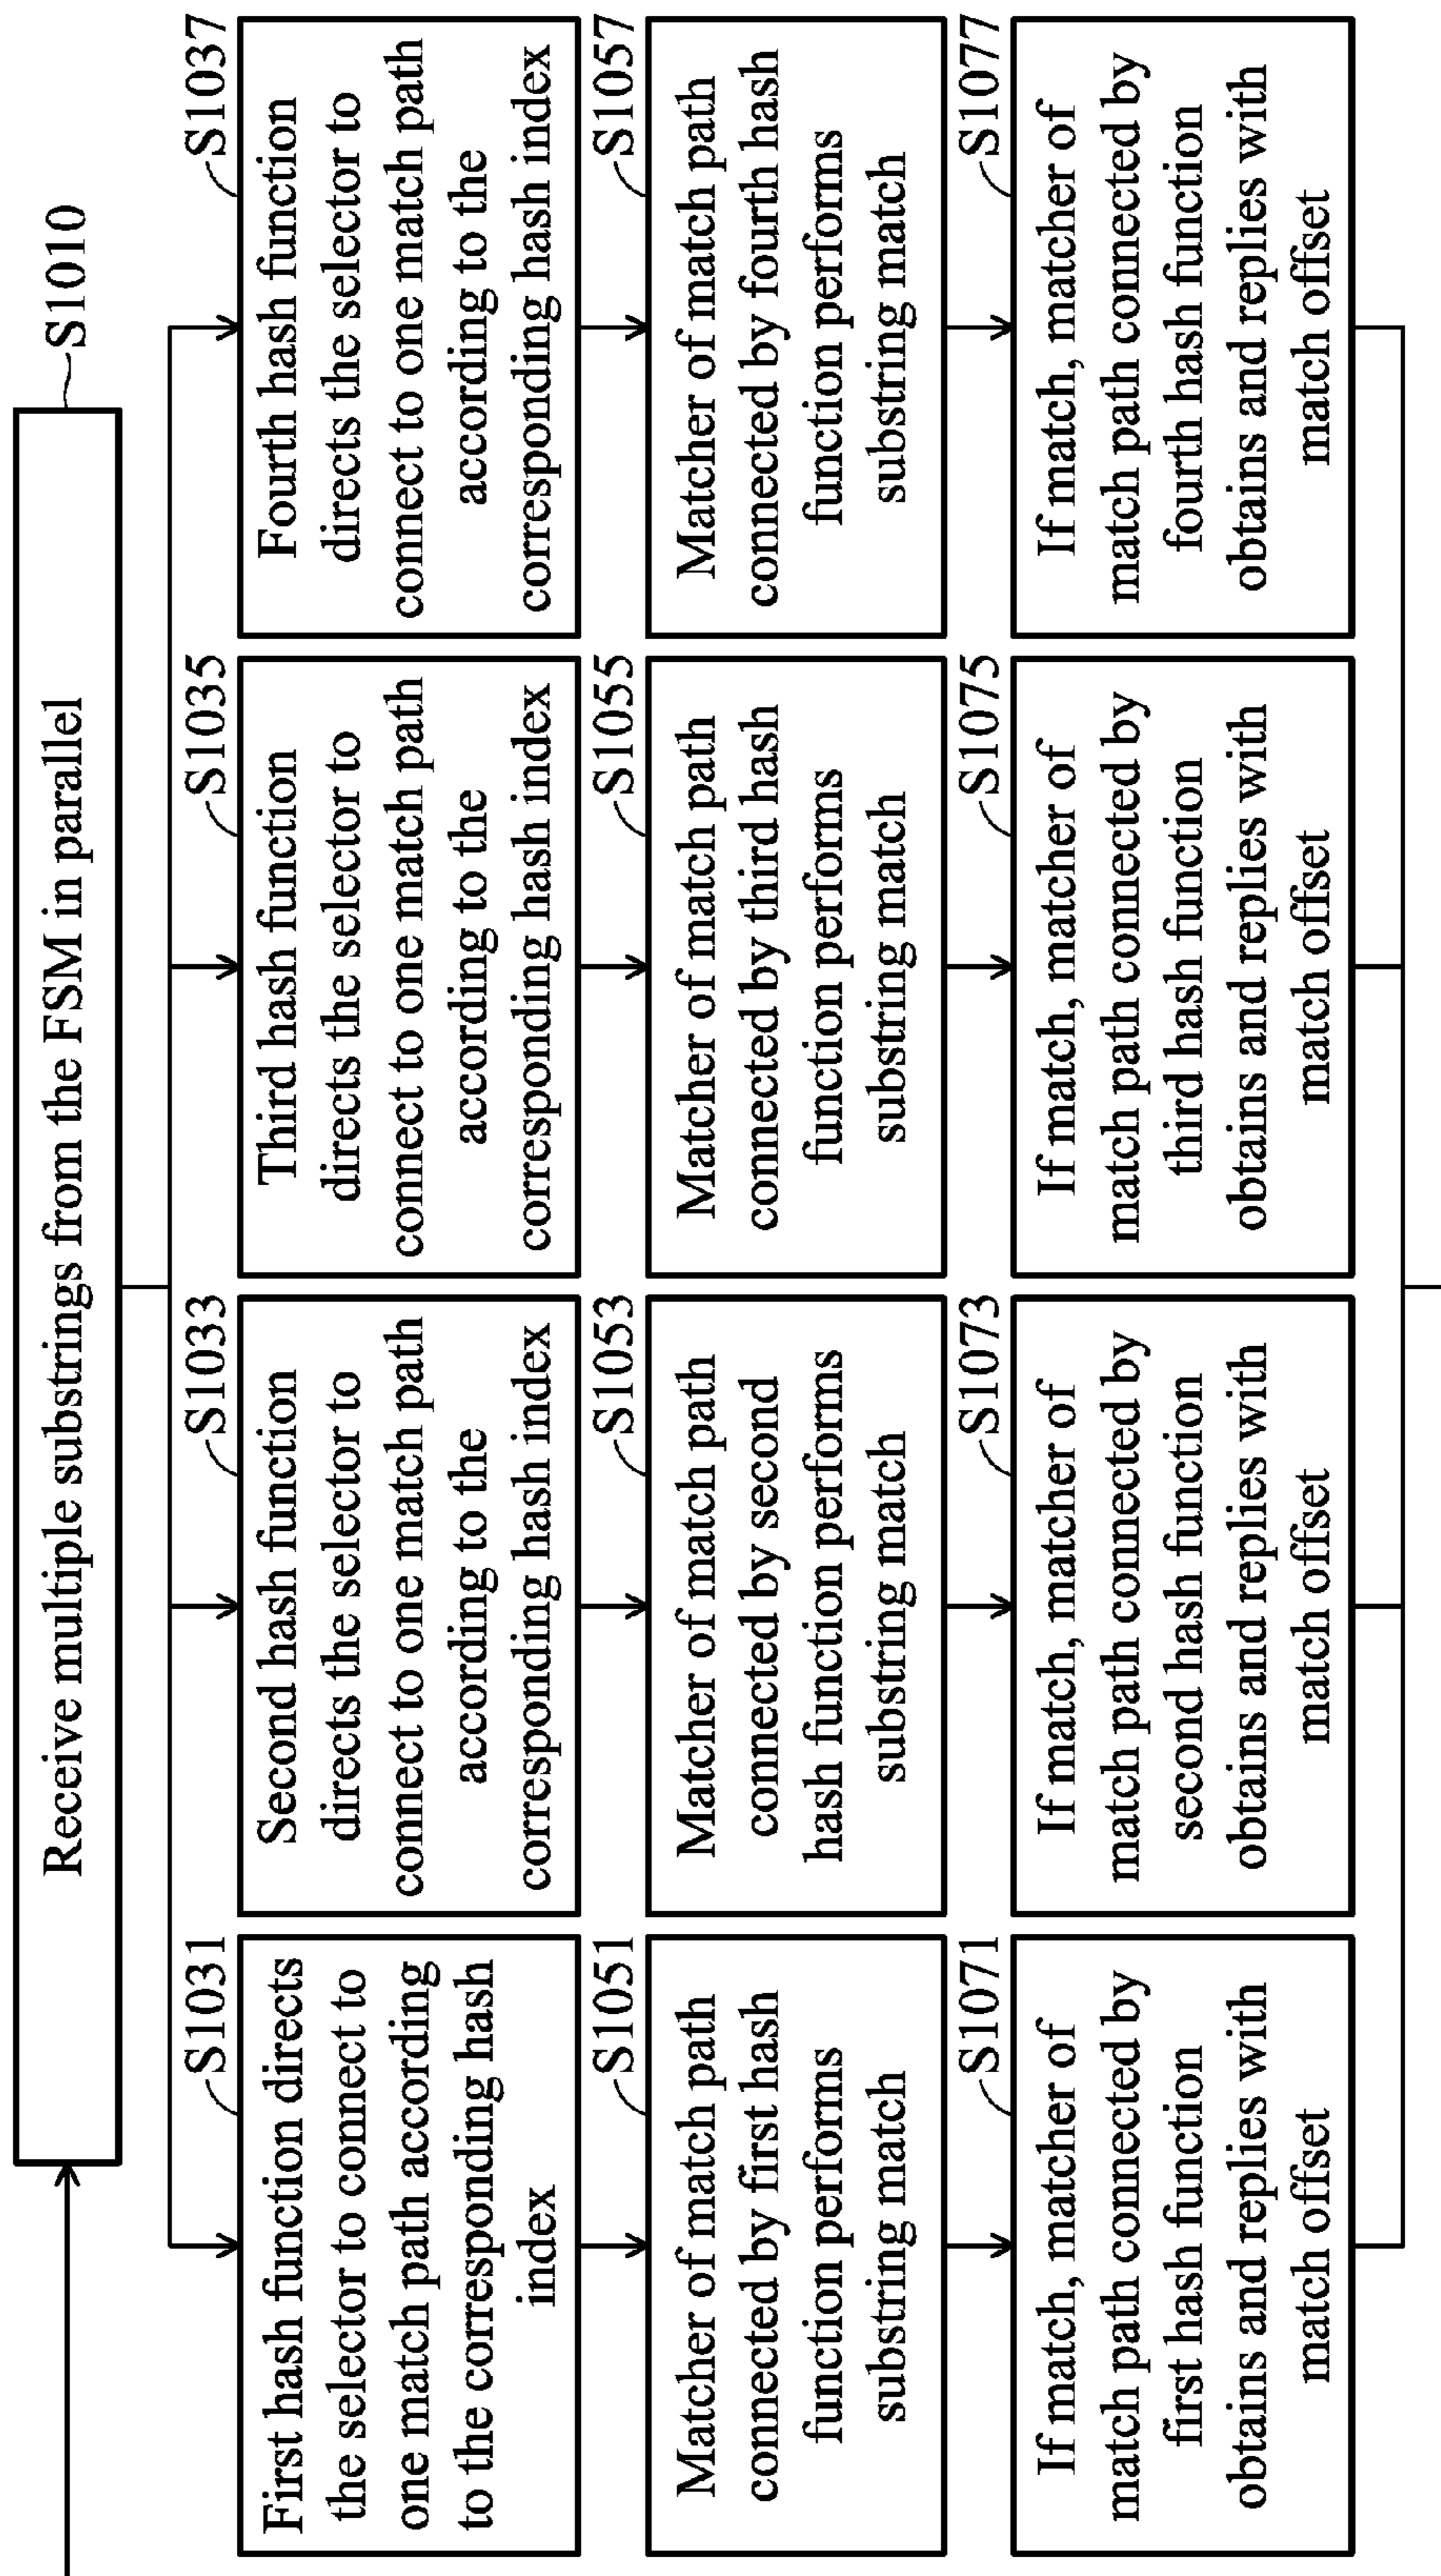 Receive multiple substrings from the FSM in parallel
S1010
S1031
First hash function directs
the selector to connect to
one match path according
to the corresponding hash
index
S1033
Second hash function
directs the selector to
connect to one match path
according to the
corresponding hash index
S1035
Third hash function
directs the selector to
connect to one match path
according to the
corresponding hash index
S1037
Fourth hash function
directs the selector to
connect to one match path
according to the
corresponding hash index
S1051
Matcher of match path
connected by first hash
function performs
substring match
S1053
Matcher of match path
connected by second
hash function performs
substring match
S1055
Matcher of match path
connected by third hash
function performs
substring match
S1057
Matcher of match path
connected by fourth hash
function performs
substring match
S1071
If match, matcher of
match path connected by
first hash function
obtains and replies with
match offset
S1073
If match, matcher of
match path connected by
second hash function
obtains and replies with
match offset
S1075
If match, matcher of
match path connected by
third hash function
obtains and replies with
match offset
S1077
If match, matcher of
match path connected by
fourth hash function
obtains and replies with
match offset